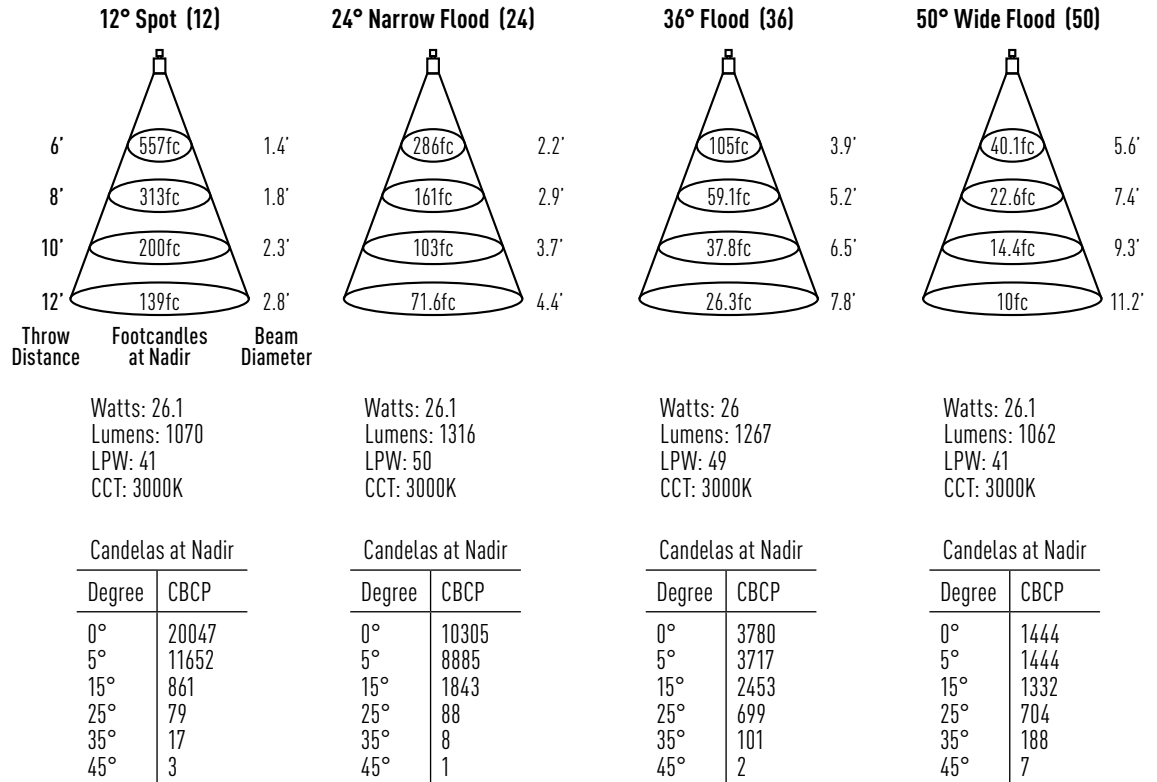 12° Spot (12)
24° Narrow Flood (24)
36° Flood (36)
50° Wide Flood (50)
6' 557fc 1.4' 286fc 2.2' 105fc 3.9' 40.1fc 5.6'
8' 313fc 1.8' 161fc 2.9' 59.1fc 5.2' 22.6fc 7.4'
10' 200fc 2.3' 103fc 3.7' 37.8fc 6.5' 14.4fc 9.3'
12' 139fc 2.8' 71.6fc 4.4' 26.3fc 7.8' 10fc 11.2'
Throw Footcandles Beam
Distance at Nadir Diameter
Watts: 26.1
Lumens: 1070
LPW: 41
CCT: 3000K
Watts: 26.1
Lumens: 1316
LPW: 50
CCT: 3000K
Watts: 26
Lumens: 1267
LPW: 49
CCT: 3000K
Watts: 26.1
Lumens: 1062
LPW: 41
CCT: 3000K
Candelas at Nadir
Degree CBCP
0° 20047
5° 11652
15° 861
25° 79
35° 17
45° 3
Candelas at Nadir
Degree CBCP
0° 10305
5° 8885
15° 1843
25° 88
35° 8
45° 1
Candelas at Nadir
Degree CBCP
0° 3780
5° 3717
15° 2453
25° 699
35° 101
45° 2
Candelas at Nadir
Degree CBCP
0° 1444
5° 1444
15° 1332
25° 704
35° 188
45° 7